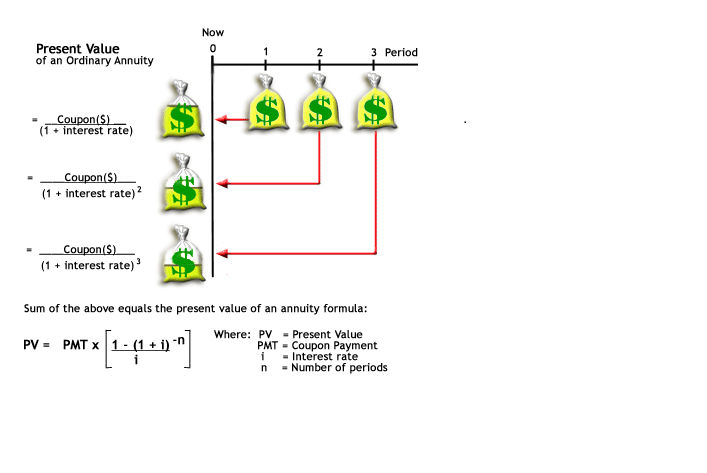 Now
Present Value
of an Ordinary Annuity
0 1 2 3 Period
$ $ $ $
= Coupon($)
(1 + interest rate)
$
= Coupon($)
(1 + interest rate) 2
$
= Coupon($)
(1 + interest rate) 3
$
Sum of the above equals the present value of an annuity formula:
PV = PMT x [ 1 - (1 + i) -n ]
i
Where: PV = Present Value
PMT = Coupon Payment
i = Interest rate
n = Number of periods